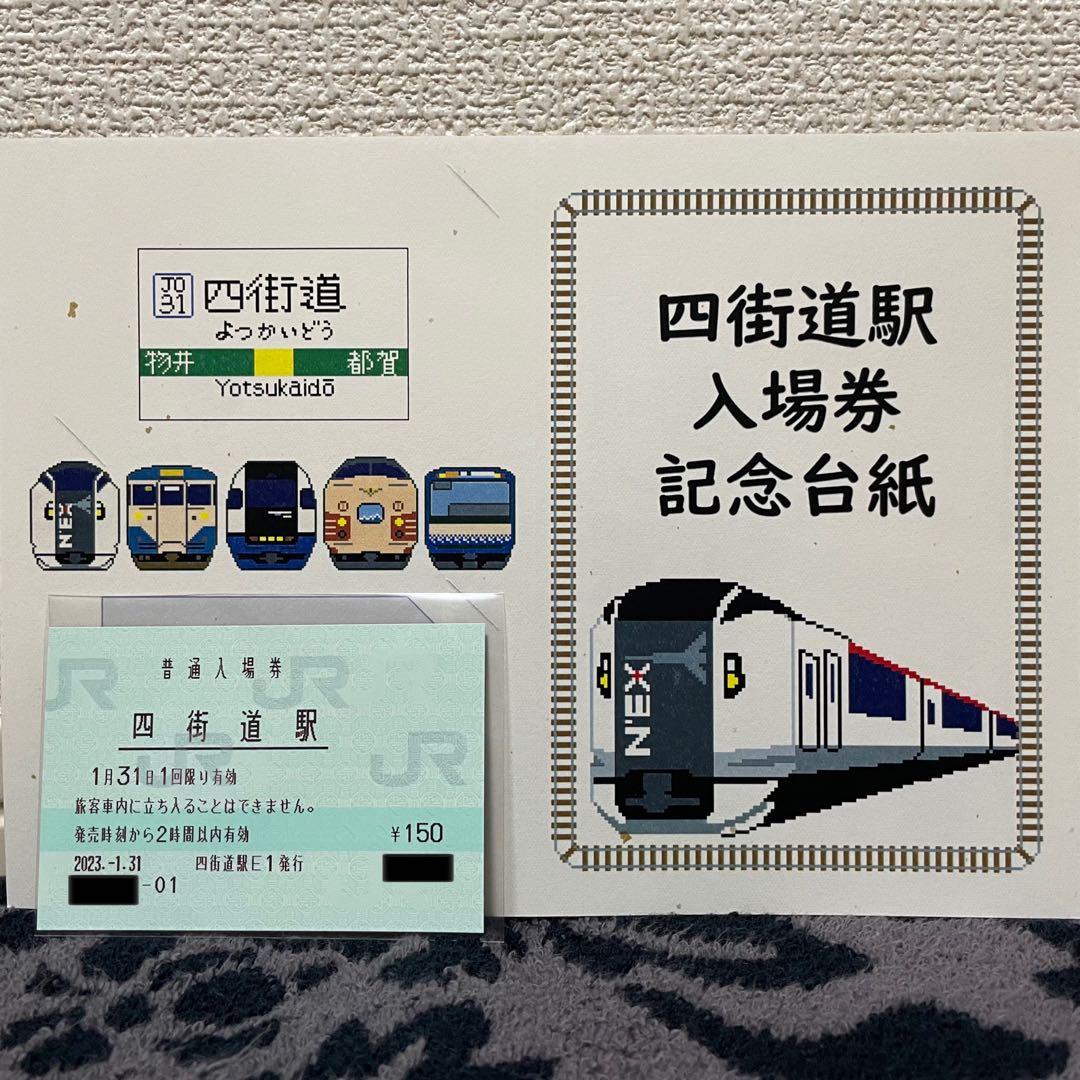 JO
31
四街道
よつかいどう
物井 都賀
Yotsukaidō
N'EX
四街道駅
入場券
記念台紙
N'EX
JR JR
JR JR
普通入場券
四街道駅
1月31日1回限り有効
旅客車内に立ち入ることはできません。
発売時刻から2時間以内有効 ¥150
2023.-1.31 四街道駅E1発行
-01